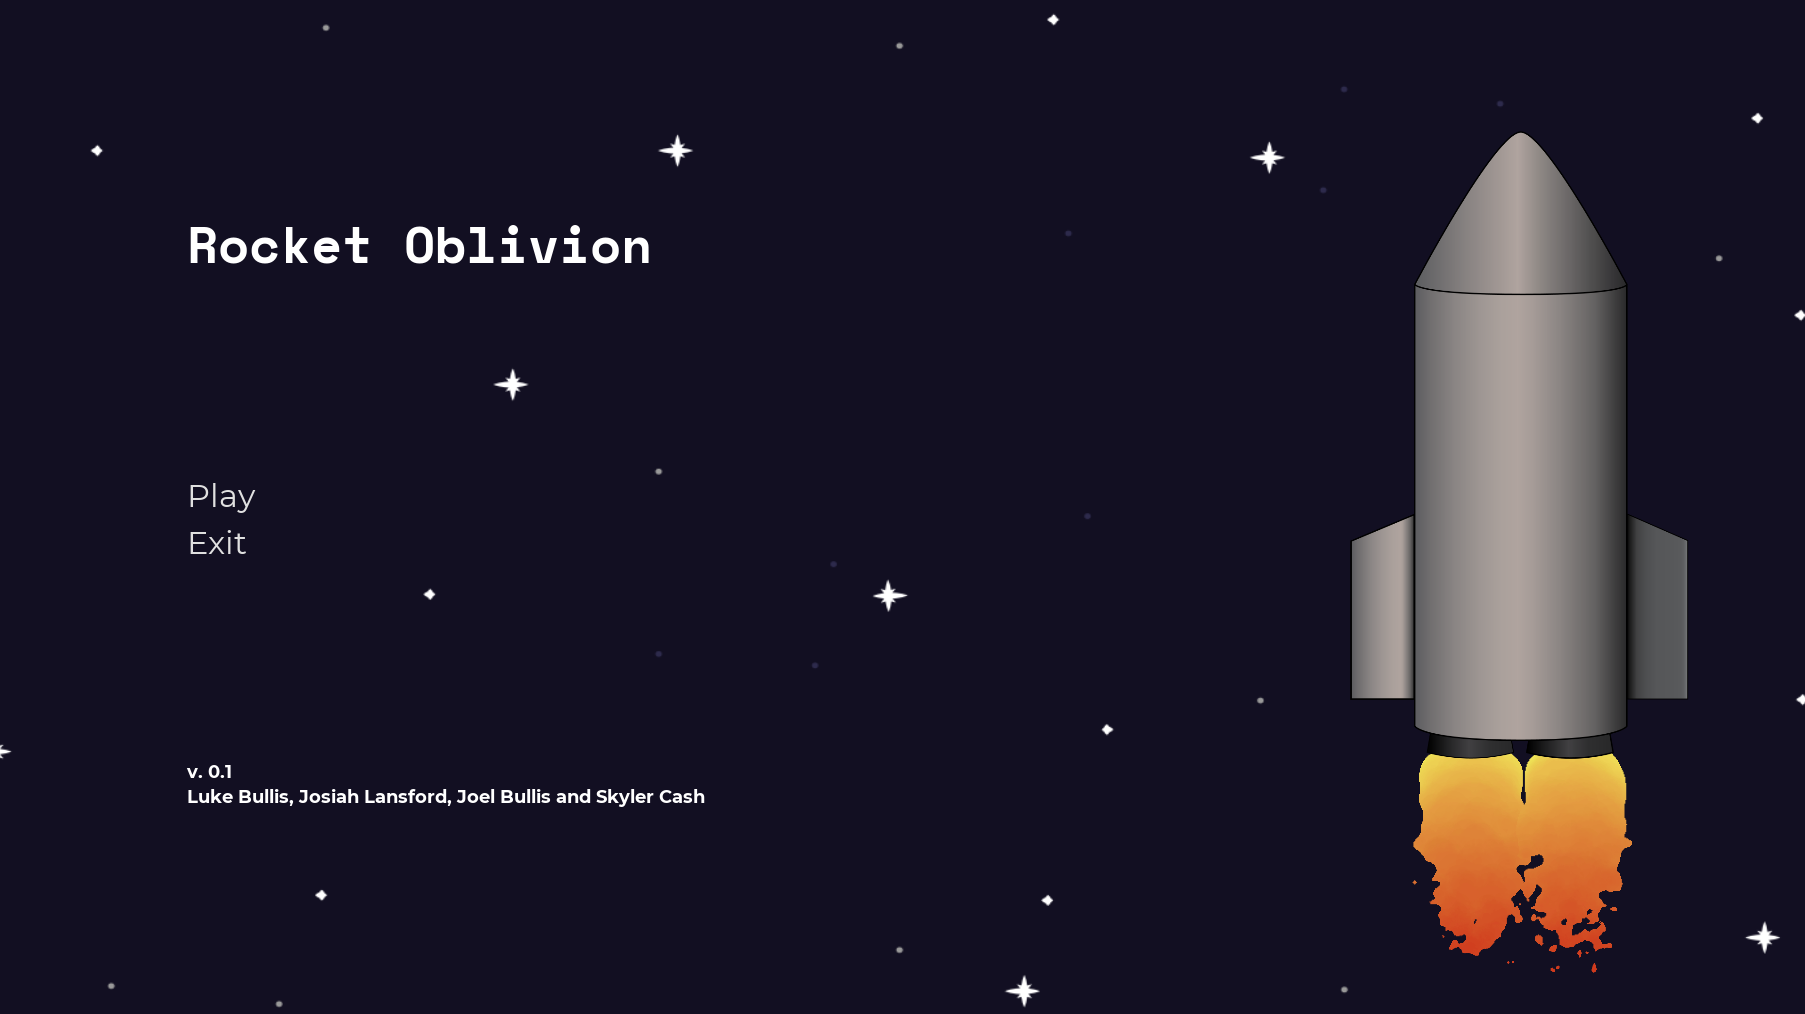 Rocket Oblivion
Play
Exit
v. 0.1
Luke Bullis, Josiah Lansford, Joel Bullis and Skyler Cash